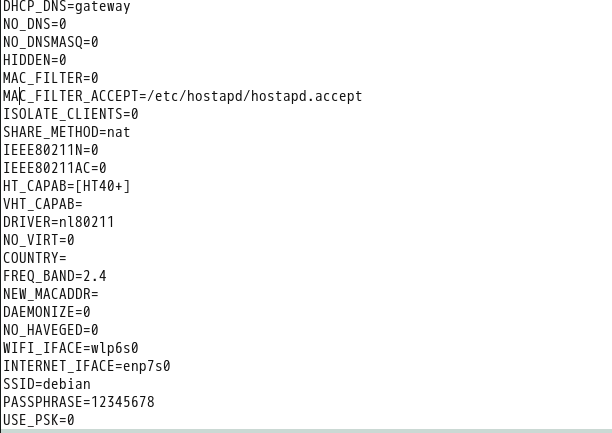 DHCP_DNS=gateway
NO_DNS=0
NO_DNSMASQ=0
HIDDEN=0
MAC_FILTER=0
MAC_FILTER_ACCEPT=/etc/hostapd/hostapd.accept
ISOLATE_CLIENTS=0
SHARE_METHOD=nat
IEEE80211N=0
IEEE80211AC=0
HT_CAPAB=[HT40+]
VHT_CAPAB=
DRIVER=nl80211
NO_VIRT=0
COUNTRY=
FREQ_BAND=2.4
NEW_MACADDR=
DAEMONIZE=0
NO_HAVEGED=0
WIFI_IFACE=wlp6s0
INTERNET_IFACE=enp7s0
SSID=debian
PASSPHRASE=12345678
USE_PSK=0